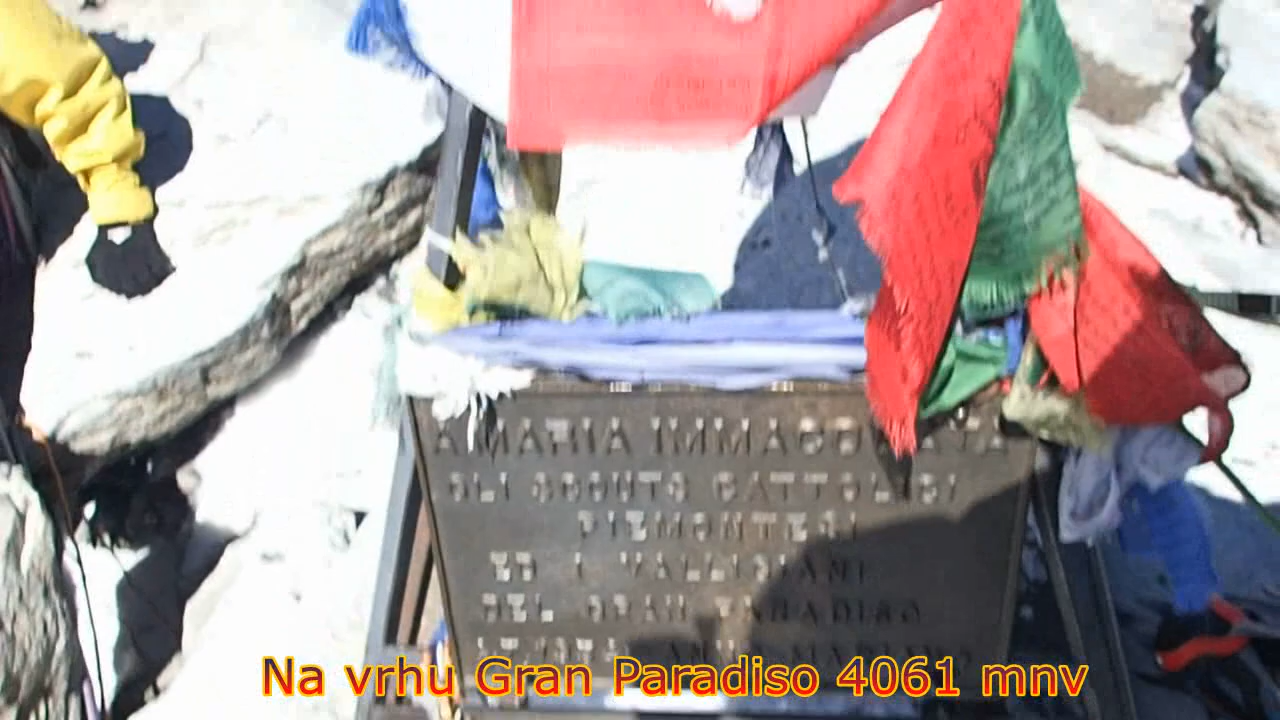 A MARIA IMMACOLATA
GLI SCOUTS CATTOLICI
PIEMONTESI
ED I VALLIGIANI
DEL GRAN PARADISO
Na vrhu Gran Paradiso 4061 mnv